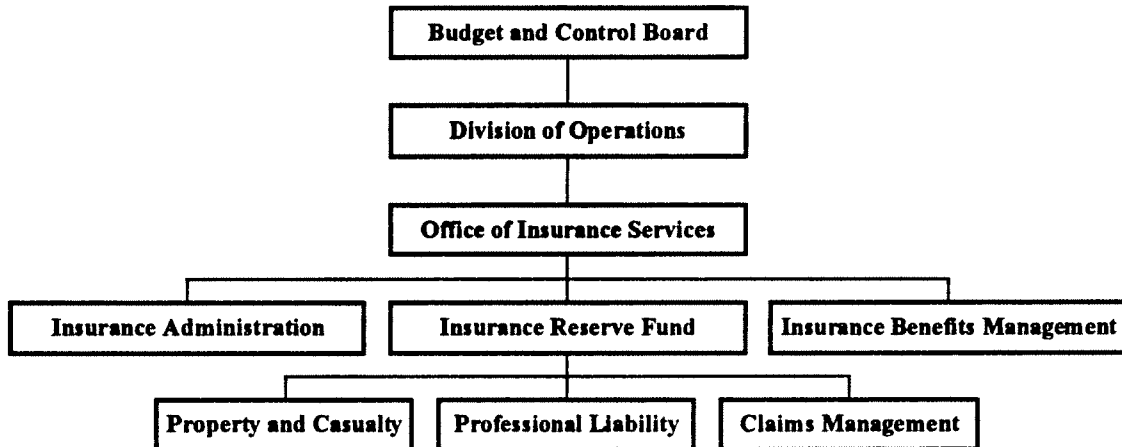 Budget and Control Board
Division of Operations
Office of Insurance Services
Insurance Administration
Insurance Reserve Fund
Insurance Benefits Management
Property and Casualty
Professional Liability
Claims Management